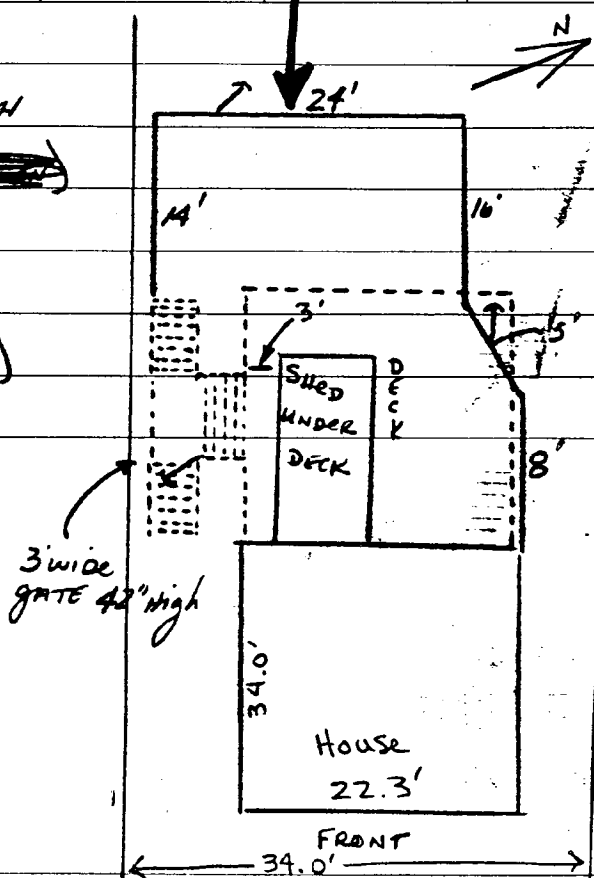 N
24'
14'
16'
3'
5'
SHED
UNDER
DECK
DECK
8'
3' wide
GATE 42" High
34.0'
House
22.3'
FRONT
34.0'